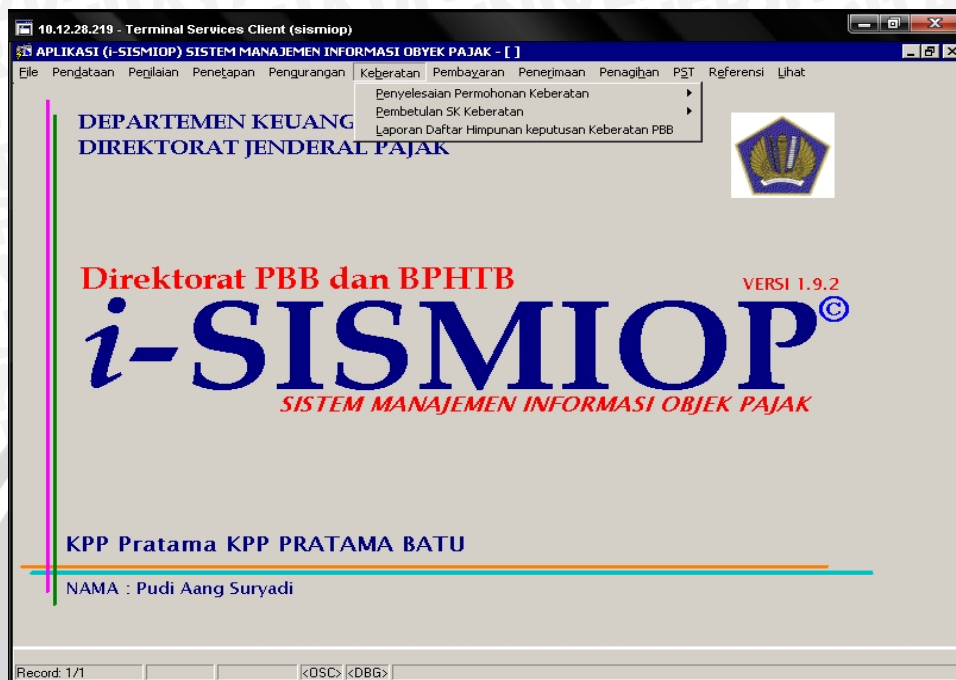 10.12.28.219 - Terminal Services Client (sismiop)
APLIKASI (i-SISMIOP) SISTEM MANAJEMEN INFORMASI OBYEK PAJAK - [ ]
File Pendataan Penilaian Penetapan Pengurangan Keberatan Pembayaran Penerimaan Penagihan PST Referensi Lihat
Penyelesaian Permohonan Keberatan
Pembetulan SK Keberatan
Laporan Daftar Himpunan keputusan Keberatan PBB
DEPARTEMEN KEUANG
DIREKTORAT JENDERAL PAJAK
Direktorat PBB dan BPHTB
VERSI 1.9.2
i-SISMIOP©
SISTEM MANAJEMEN INFORMASI OBJEK PAJAK
KPP Pratama KPP PRATAMA BATU
NAMA : Pudi Aang Suryadi
Record: 1/1 <OSC> <DBG>